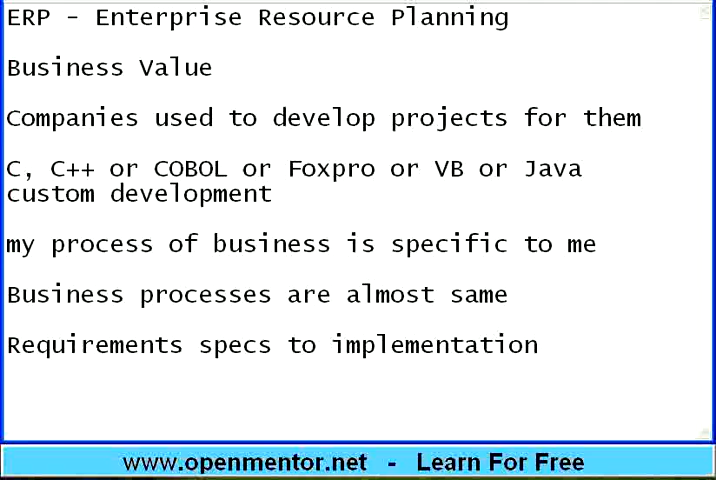 ERP - Enterprise Resource Planning
Business Value
Companies used to develop projects for them
C, C++ or COBOL or Foxpro or VB or Java
custom development
my process of business is specific to me
Business processes are almost same
Requirements specs to implementation
www.openmentor.net - Learn For Free